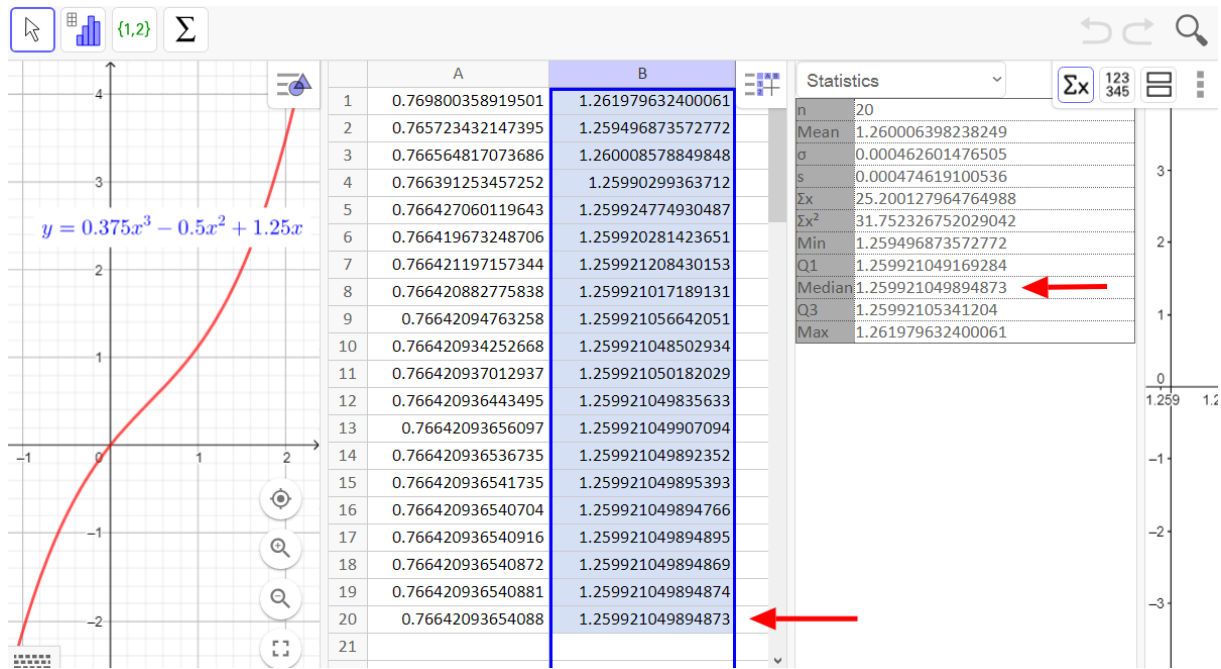 {1,2}
Σ
4
3
2
1
0
−1
1
2
−1
−2
y = 0.375x³ − 0.5x² + 1.25x
A B
1 0.769800358919501 1.261979632400061
2 0.765723432147395 1.259496873572772
3 0.766564817073686 1.260008578849848
4 0.766391253457252 1.25990299363712
5 0.766427060119643 1.259924774930487
6 0.766419673248706 1.259920281423651
7 0.766421197157344 1.259921208430153
8 0.766420882775838 1.259921017189131
9 0.76642094763258 1.259921056642051
10 0.766420934252668 1.259921048502934
11 0.766420937012937 1.259921050182029
12 0.766420936443495 1.259921049835633
13 0.76642093656097 1.259921049907094
14 0.766420936536735 1.259921049892352
15 0.766420936541735 1.259921049895393
16 0.766420936540704 1.259921049894766
17 0.766420936540916 1.259921049894895
18 0.766420936540872 1.259921049894869
19 0.766420936540881 1.259921049894874
20 0.76642093654088 1.259921049894873
21
Statistics
Σx
123
345
n 20
Mean 1.260006398238249
σ 0.000462601476505
s 0.000474619100536
Σx 25.200127964764988
Σx² 31.752326752029042
Min 1.259496873572772
Q1 1.259921049169284
Median 1.259921049894873
Q3 1.25992105341204
Max 1.261979632400061
3
2
1
0
1.259
−1
−2
−3